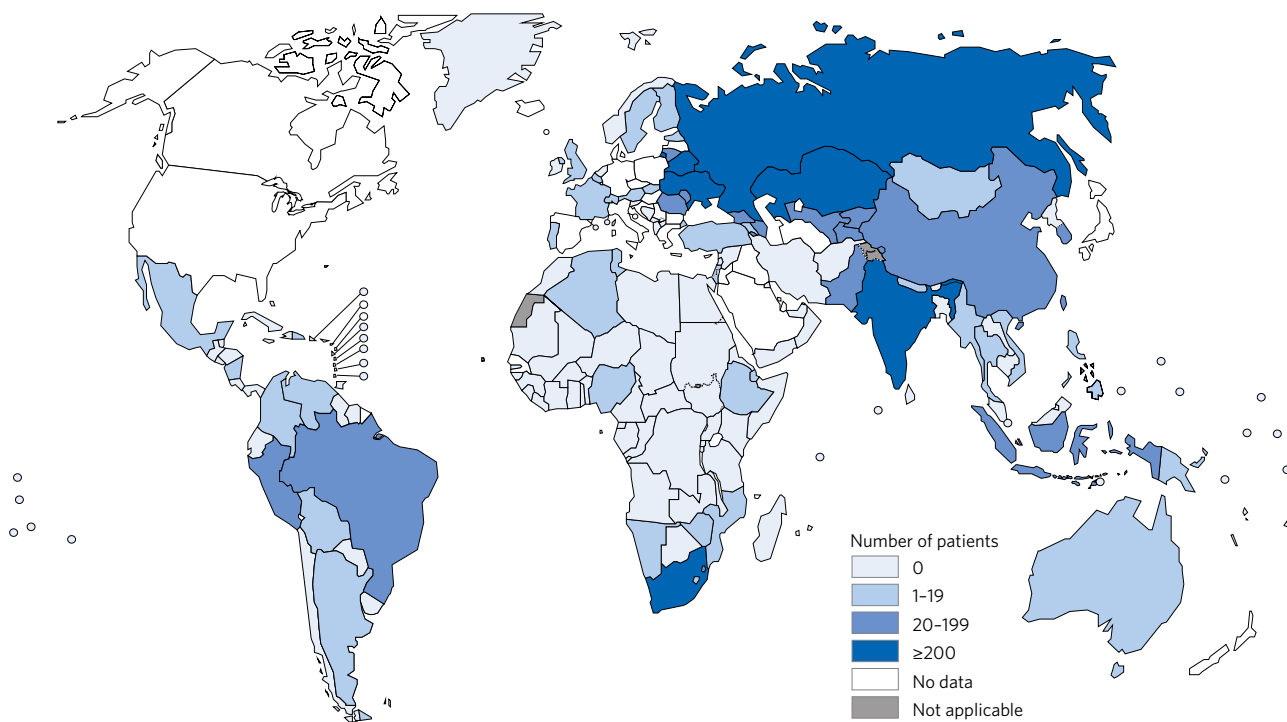 Number of patients
0
1–19
20–199
≥200
No data
Not applicable